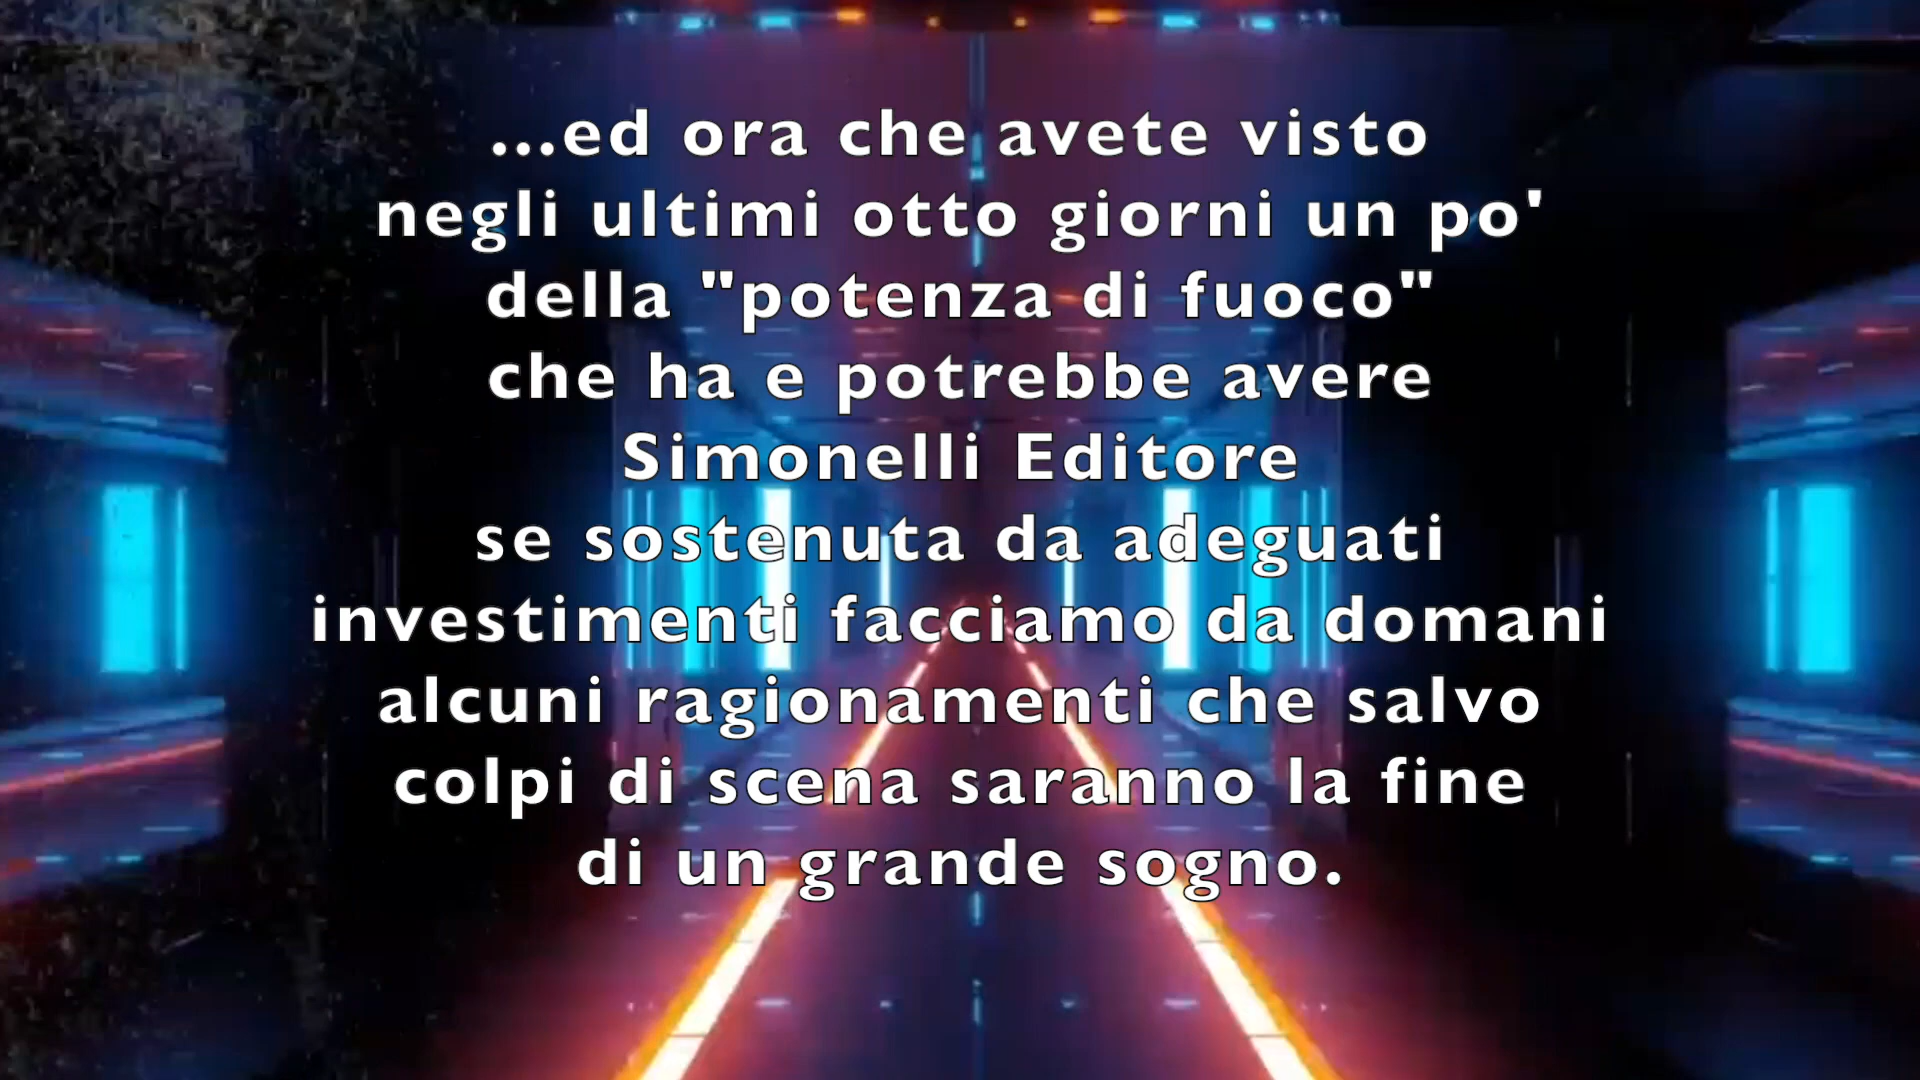 ...ed ora che avete visto
negli ultimi otto giorni un po'
della "potenza di fuoco"
che ha e potrebbe avere
Simonelli Editore
se sostenuta da adeguati
investimenti facciamo da domani
alcuni ragionamenti che salvo
colpi di scena saranno la fine
di un grande sogno.